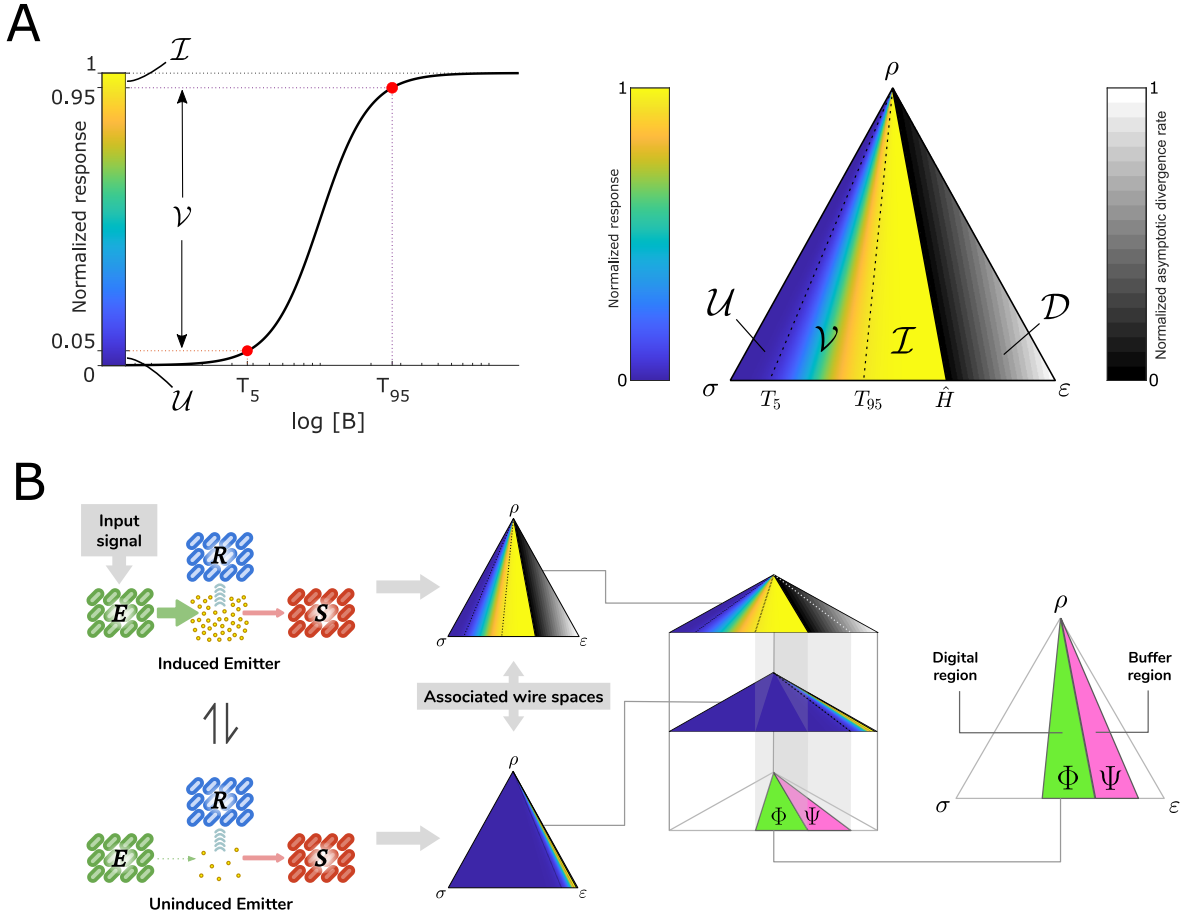 A
𝓘
1
0.95
Normalized response
𝓥
0.05
0
𝓤
T5
T95
log [B]
1
Normalized response
0
ρ
𝓤
𝓥
𝓘
𝓓
σ
T5
T95
Ĥ
ε
1
Normalized asymptotic divergence rate
0
B
Input
signal
R
E
S
Induced Emitter
R
E
S
Uninduced Emitter
ρ
σ
ε
Associated wire spaces
ρ
σ
ε
Φ
Ψ
ρ
Digital
region
Buffer
region
Φ
Ψ
σ
ε